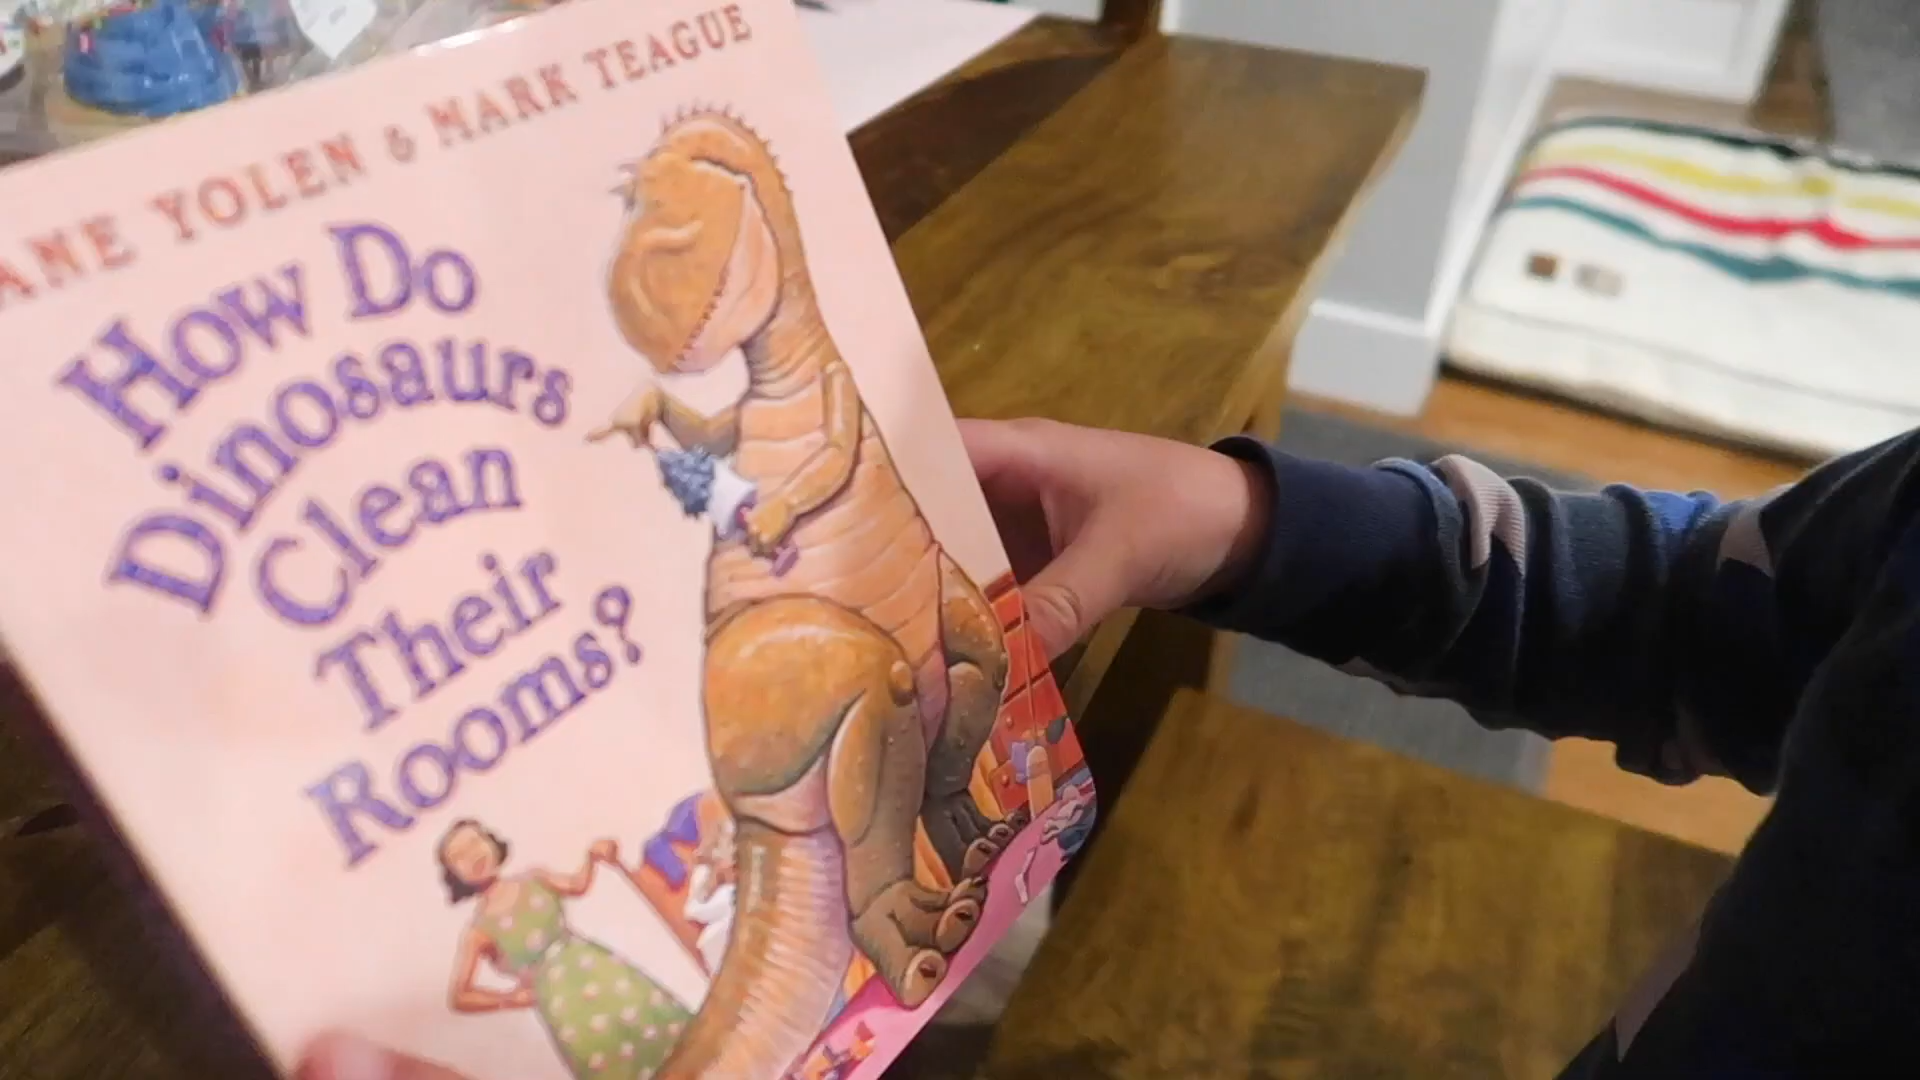 ANE YOLEN & MARK TEAGUE
How Do
Dinosaurs
Clean
Their
Rooms?